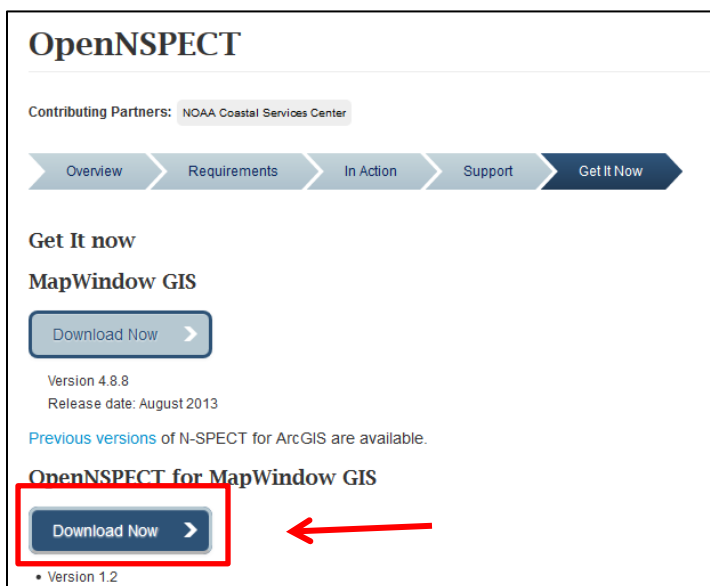 OpenNSPECT
Contributing Partners: NOAA Coastal Services Center
Overview Requirements In Action Support Get It Now
Get It now
MapWindow GIS
Download Now
Version 4.8.8
Release date: August 2013
Previous versions of N-SPECT for ArcGIS are available.
OpenNSPECT for MapWindow GIS
Download Now
• Version 1.2